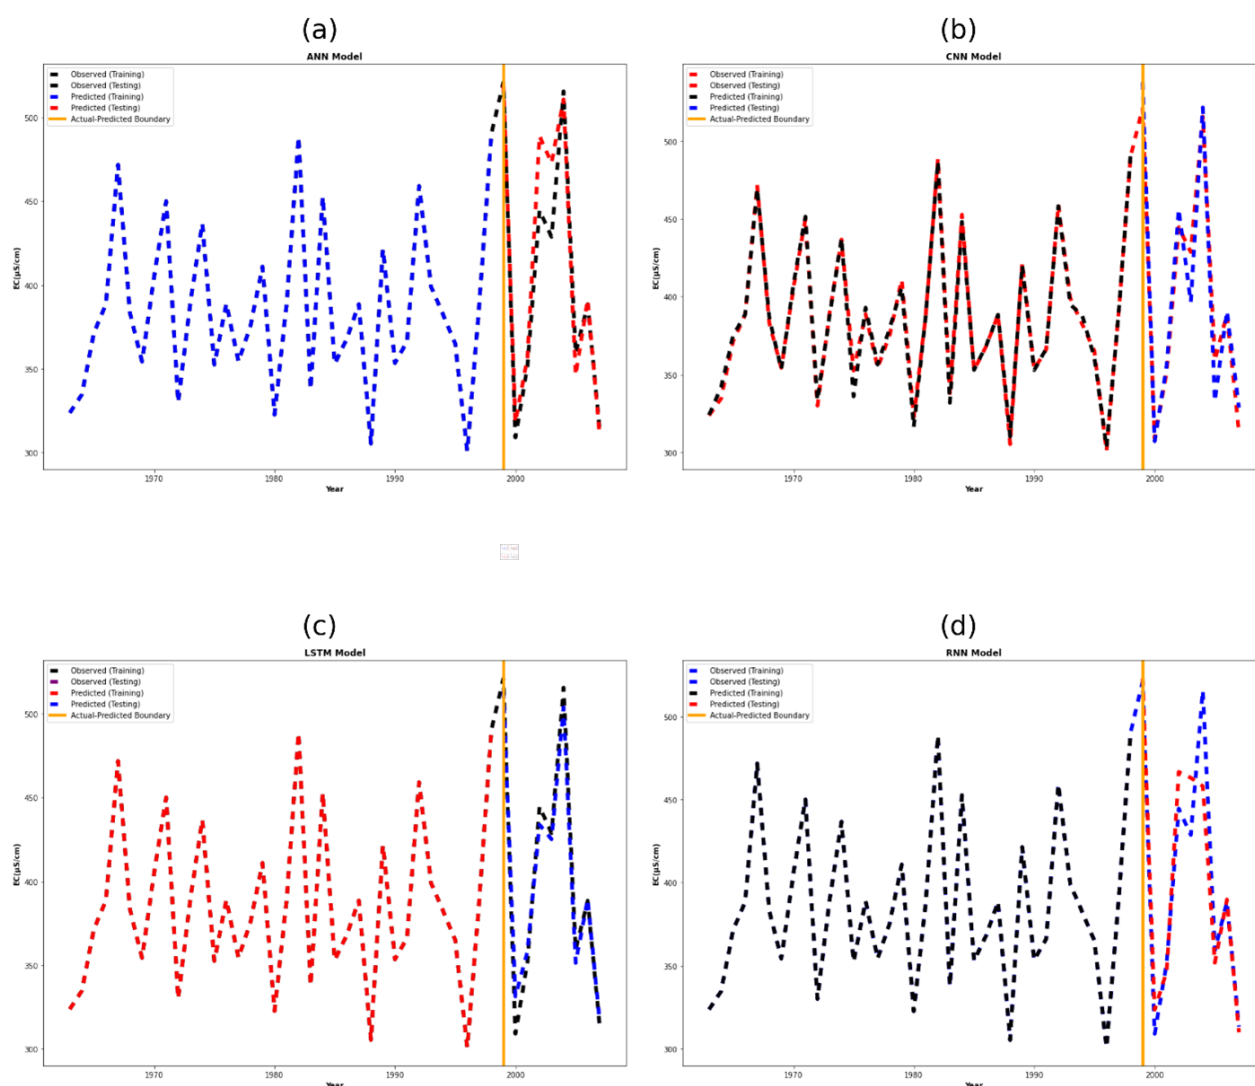 (a)
ANN Model
Observed (Training)
Observed (Testing)
Predicted (Training)
Predicted (Testing)
Actual-Predicted Boundary
EC(µS/cm)
500
450
400
350
300
1970
1980
1990
2000
Year
(b)
CNN Model
Observed (Training)
Observed (Testing)
Predicted (Training)
Predicted (Testing)
Actual-Predicted Boundary
EC(µS/cm)
500
450
400
350
300
1970
1980
1990
2000
Year
(c)
LSTM Model
Observed (Training)
Observed (Testing)
Predicted (Training)
Predicted (Testing)
Actual-Predicted Boundary
EC(µS/cm)
500
450
400
350
300
1970
1980
1990
2000
Year
(d)
RNN Model
Observed (Training)
Observed (Testing)
Predicted (Training)
Predicted (Testing)
Actual-Predicted Boundary
EC(µS/cm)
500
450
400
350
300
1970
1980
1990
2000
Year